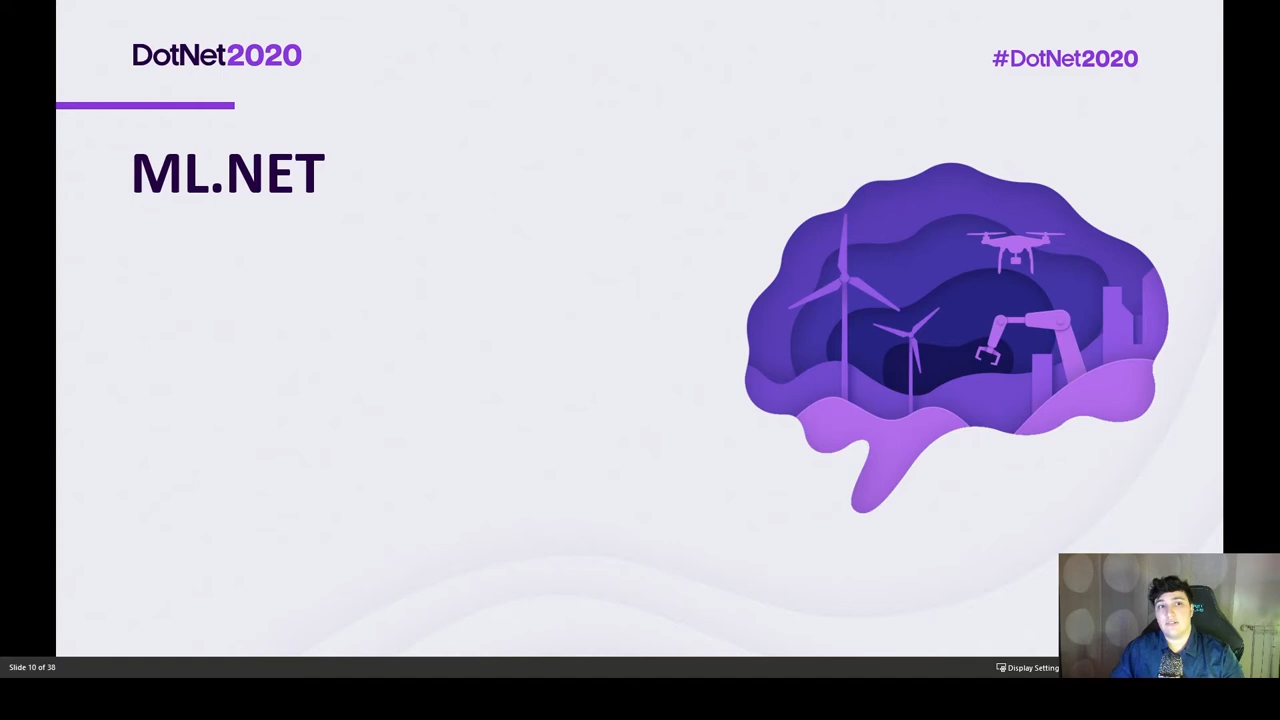 DotNet2020
#DotNet2020
ML.NET
Slide 10 of 38
Display Setting